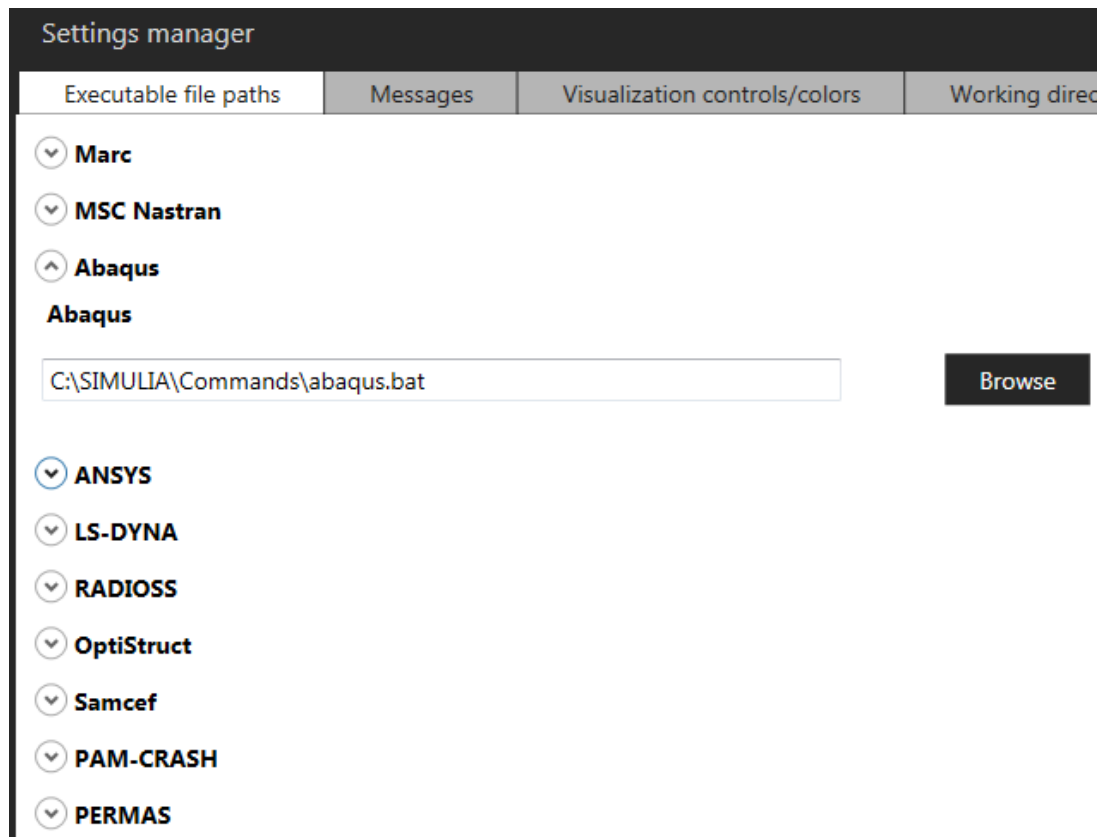 Settings manager
Executable file paths Messages Visualization controls/colors Working
Marc
MSC Nastran
Abaqus
Abaqus
C:\SIMULIA\Commands\abaqus.bat Browse
ANSYS
LS-DYNA
RADIOSS
OptiStruct
Samcef
PAM-CRASH
PERMAS